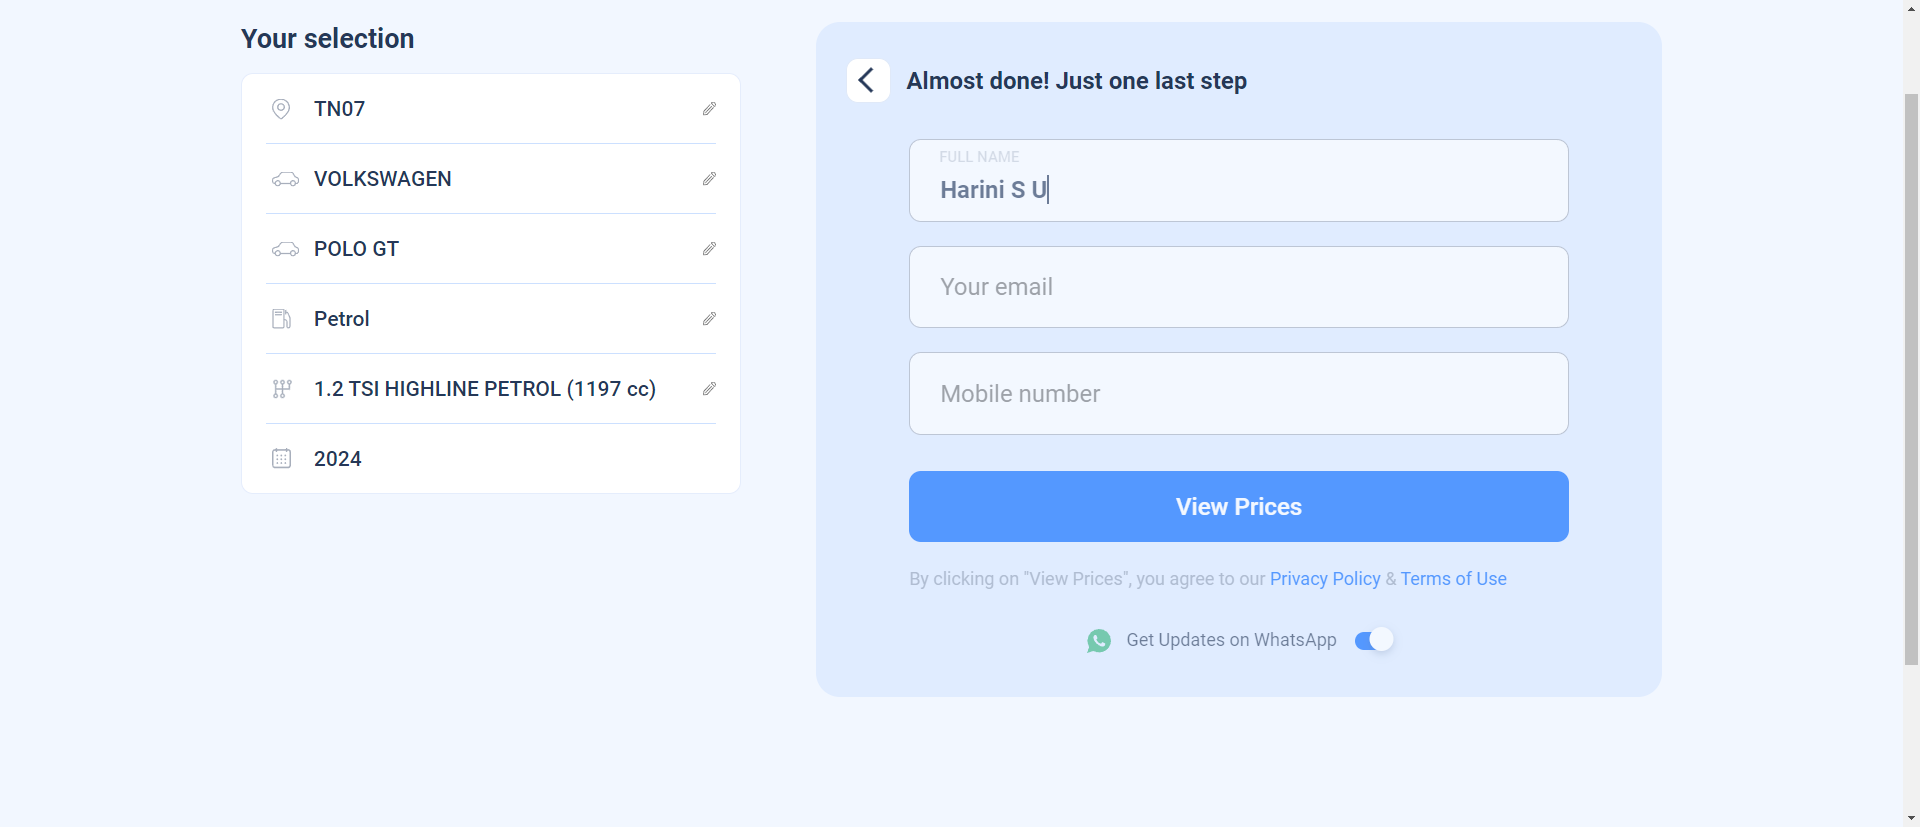 Your selection
TN07
VOLKSWAGEN
POLO GT
Petrol
1.2 TSI HIGHLINE PETROL (1197 cc)
2024
Almost done! Just one last step
FULL NAME
Harini S U
Your email
Mobile number
View Prices
By clicking on "View Prices", you agree to our Privacy Policy & Terms of Use
Get Updates on WhatsApp